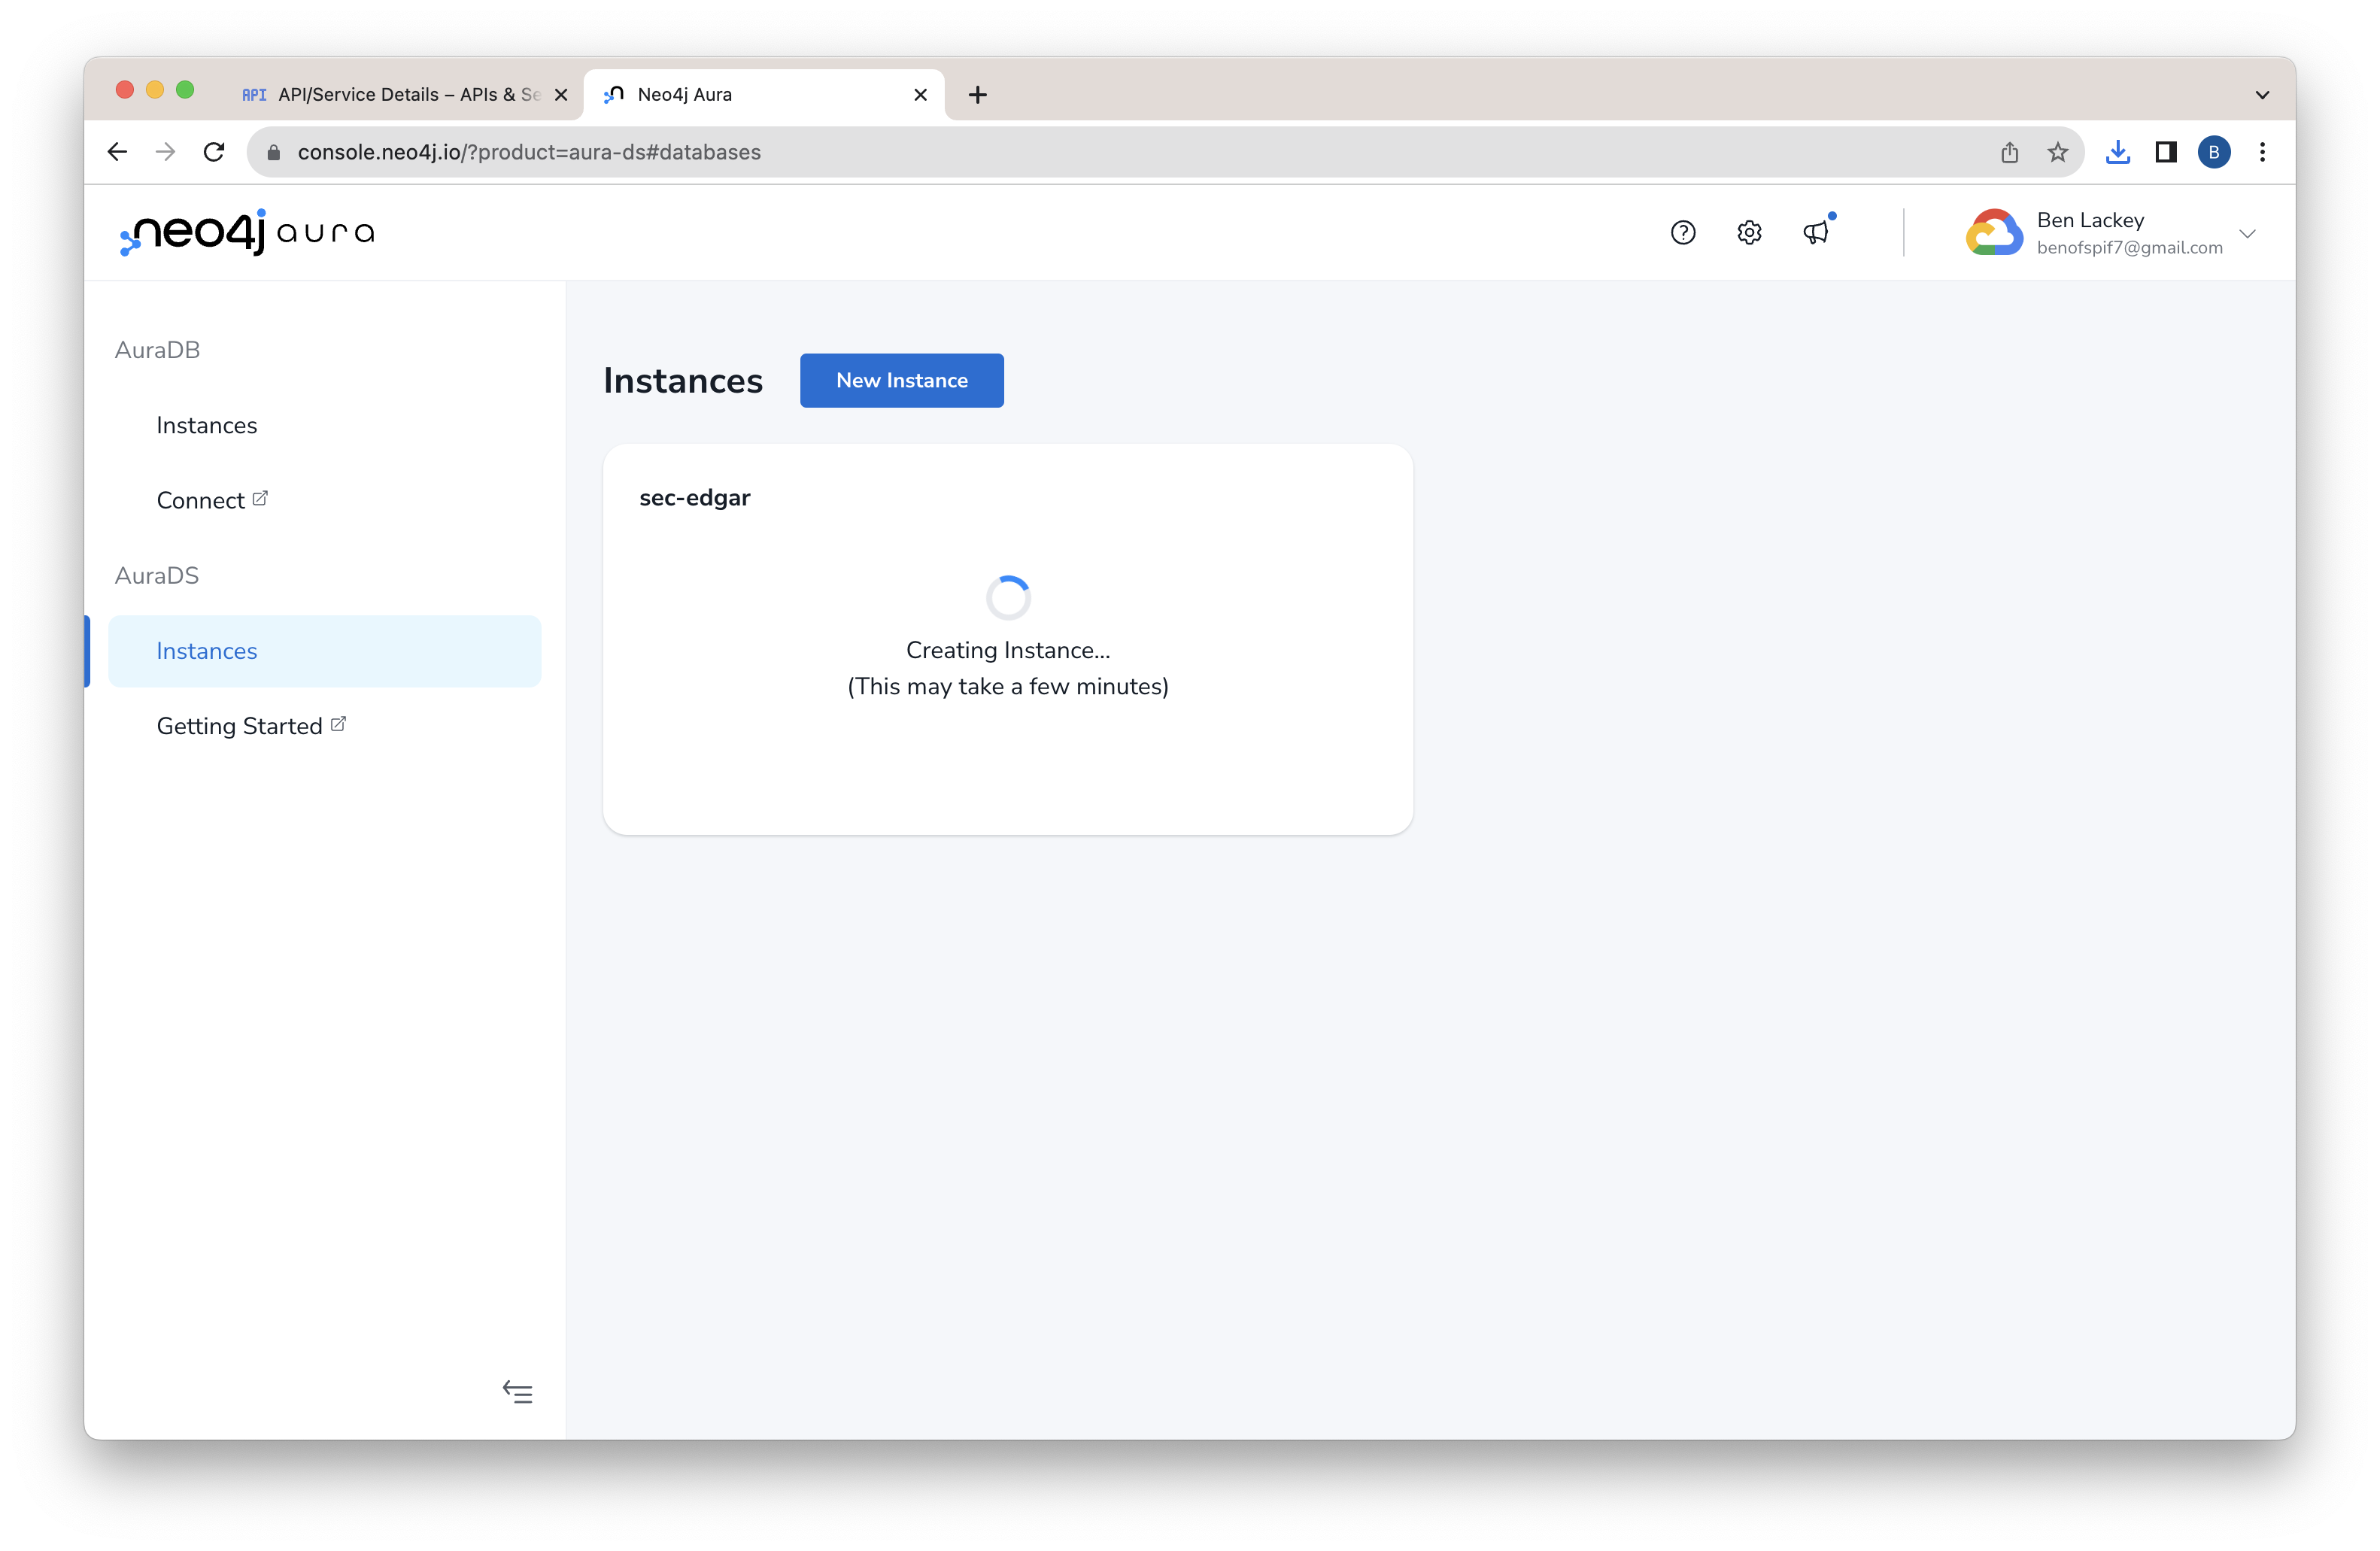 API API/Service Details – APIs & Se
Neo4j Aura
console.neo4j.io/?product=aura-ds#databases
B
neo4j aura
Ben Lackey
benofspif7@gmail.com
AuraDB
Instances
Connect
AuraDS
Instances
Getting Started
Instances
New Instance
sec-edgar
Creating Instance...
(This may take a few minutes)